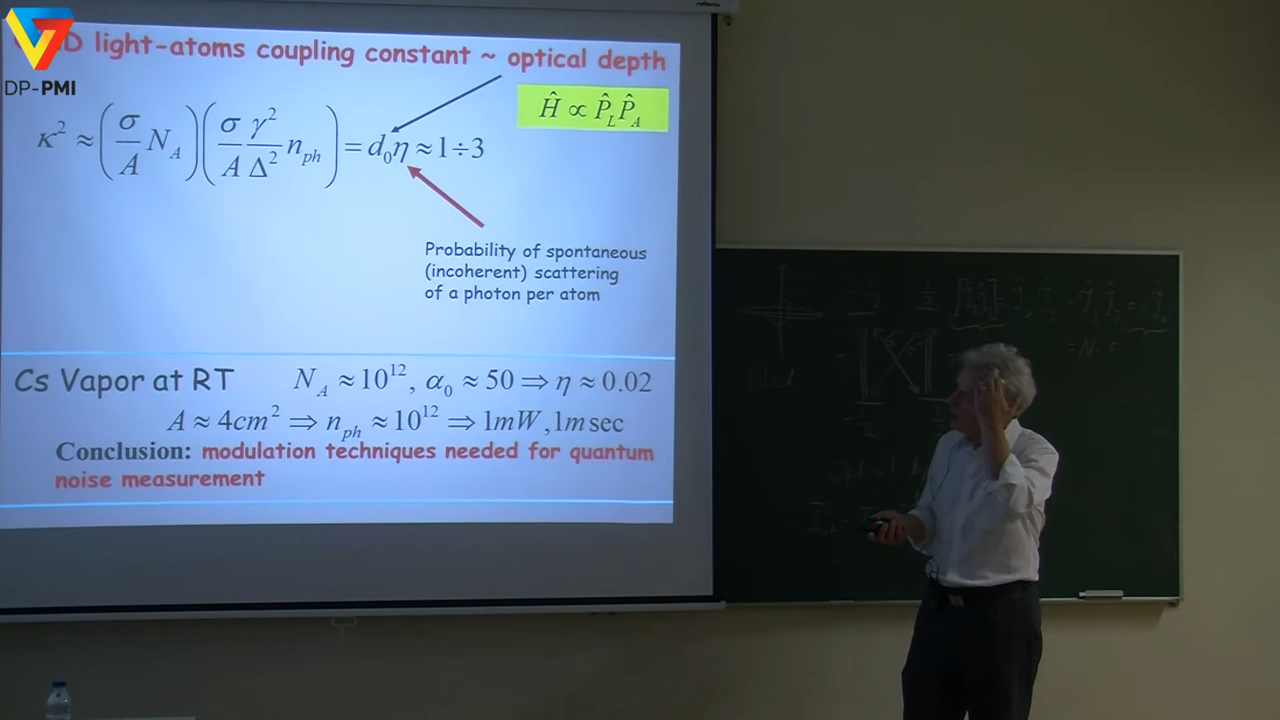 DP-PMI
D light-atoms coupling constant ~ optical depth
Ĥ ∝ P̂_L P̂_A
κ² ≈ (σ/A N_A)(σ/A γ²/Δ² n_ph) = d₀η ≈ 1÷3
Probability of spontaneous
(incoherent) scattering
of a photon per atom
Cs Vapor at RT N_A ≈ 10¹², α₀ ≈ 50 ⇒ η ≈ 0.02
A ≈ 4cm² ⇒ n_ph ≈ 10¹² ⇒ 1mW, 1msec
Conclusion: modulation techniques needed for quantum
noise measurement